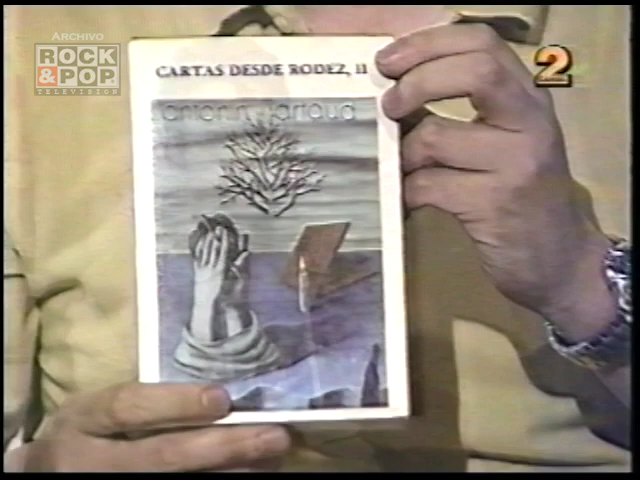 Archivo
ROCK
&POP
TELEVISION
2
CARTAS DESDE RODEZ, II
antonin artaud